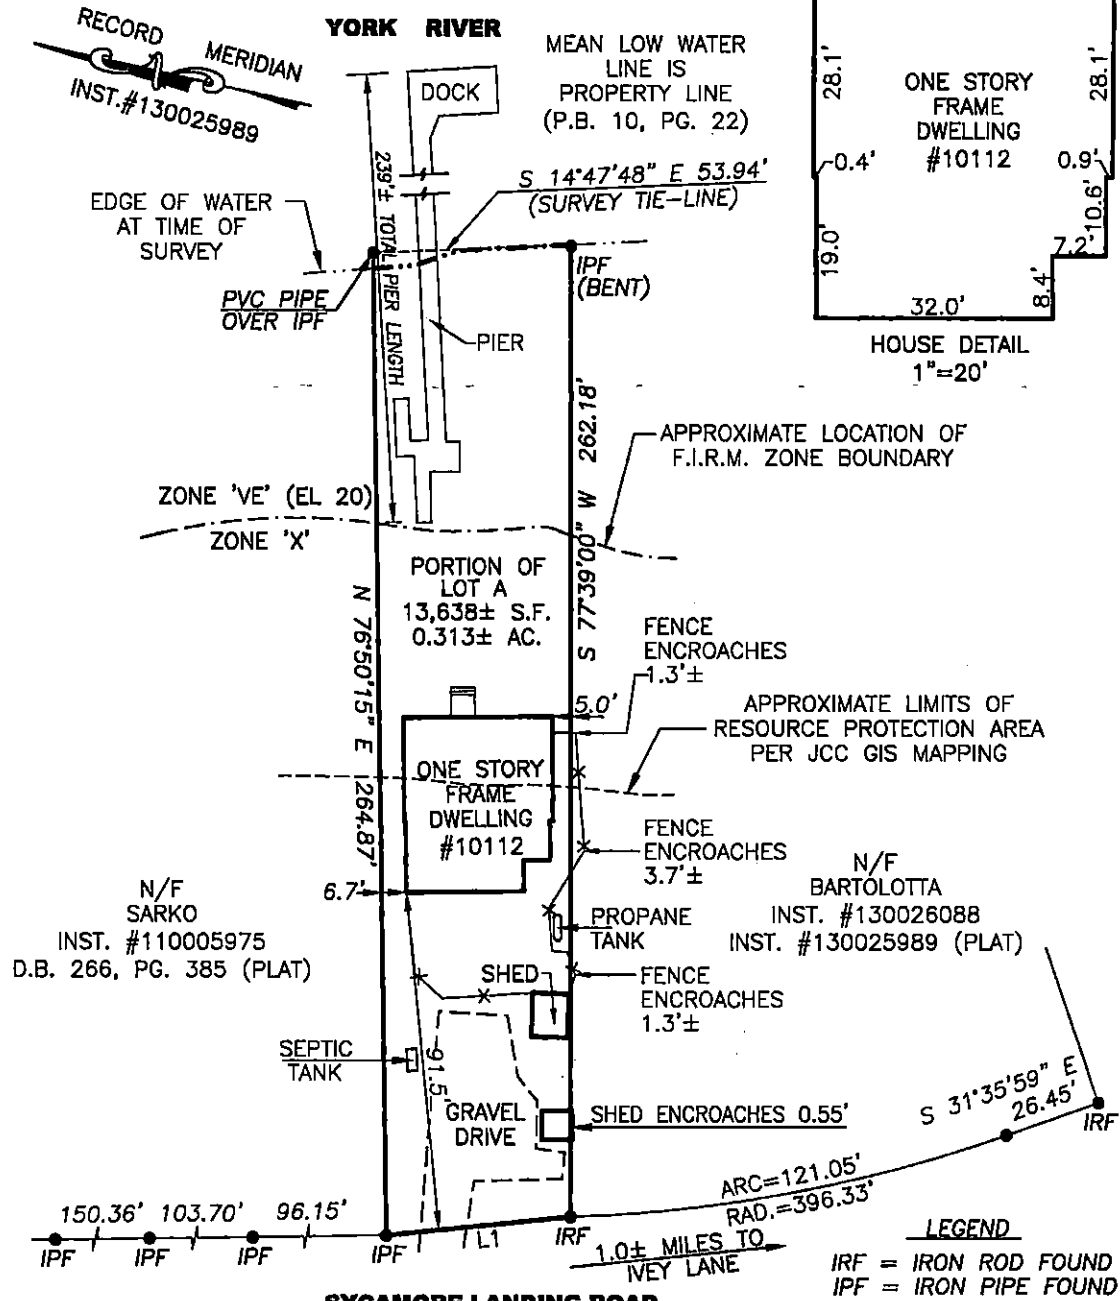 RECORD MERIDIAN
INST.#130025989
YORK RIVER
MEAN LOW WATER
LINE IS
PROPERTY LINE
(P.B. 10, PG. 22)
DOCK
S 14°47'48" E 53.94'
(SURVEY TIE-LINE)
EDGE OF WATER
AT TIME OF
SURVEY
239'± TOTAL PIER LENGTH
PVC PIPE
OVER IPF
IPF
(BENT)
PIER
28.1'
28.1'
ONE STORY
FRAME
DWELLING
#10112
0.4'
0.9'
10.6'
19.0'
7.2'
8.4'
32.0'
HOUSE DETAIL
1"=20'
S 77°39'00" W 262.18'
APPROXIMATE LOCATION OF
F.I.R.M. ZONE BOUNDARY
ZONE 'VE' (EL 20)
ZONE 'X'
PORTION OF
LOT A
13,638± S.F.
0.313± AC.
N 76°50'15" E 264.87'
FENCE
ENCROACHES
1.3'±
5.0'
APPROXIMATE LIMITS OF
RESOURCE PROTECTION AREA
PER JCC GIS MAPPING
ONE STORY
FRAME
DWELLING
#10112
FENCE
ENCROACHES
3.7'±
6.7'
N/F
SARKO
INST. #110005975
D.B. 266, PG. 385 (PLAT)
N/F
BARTOLOTTA
INST. #130026088
INST. #130025989 (PLAT)
PROPANE
TANK
SHED
FENCE
ENCROACHES
1.3'±
SEPTIC
TANK
91.5'
GRAVEL
DRIVE
SHED ENCROACHES 0.55'
S 31°35'59" E
26.45'
IRF
ARC=121.05'
RAD.=396.33'
150.36' 103.70' 96.15'
IPF IPF IPF IPF L1 IRF
1.0± MILES TO
IVEY LANE
LEGEND
IRF = IRON ROD FOUND
IPF = IRON PIPE FOUND
SYCAMORE LANDING ROAD